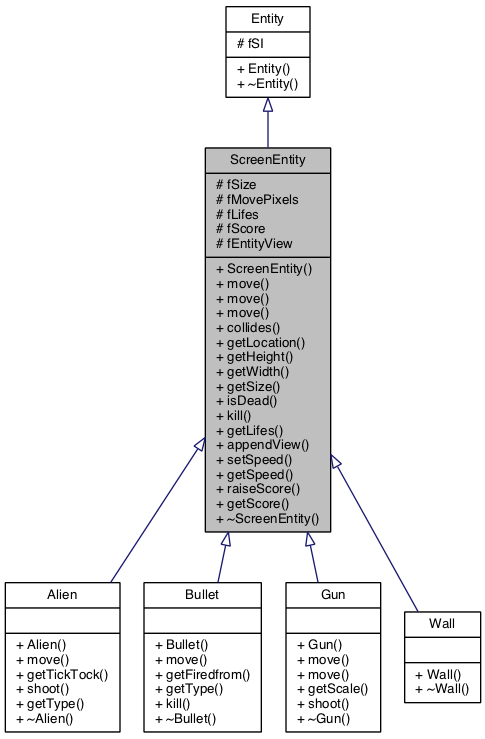 Entity
# fSI
+ Entity()
+ ~Entity()
ScreenEntity
# fSize
# fMovePixels
# fLifes
# fScore
# fEntityView
+ ScreenEntity()
+ move()
+ move()
+ move()
+ collides()
+ getLocation()
+ getHeight()
+ getWidth()
+ getSize()
+ isDead()
+ kill()
+ getLifes()
+ appendView()
+ setSpeed()
+ getSpeed()
+ raiseScore()
+ getScore()
+ ~ScreenEntity()
Alien
+ Alien()
+ move()
+ getTickTock()
+ shoot()
+ getType()
+ ~Alien()
Bullet
+ Bullet()
+ move()
+ getFiredfrom()
+ getType()
+ kill()
+ ~Bullet()
Gun
+ Gun()
+ move()
+ move()
+ getScale()
+ shoot()
+ ~Gun()
Wall
+ Wall()
+ ~Wall()